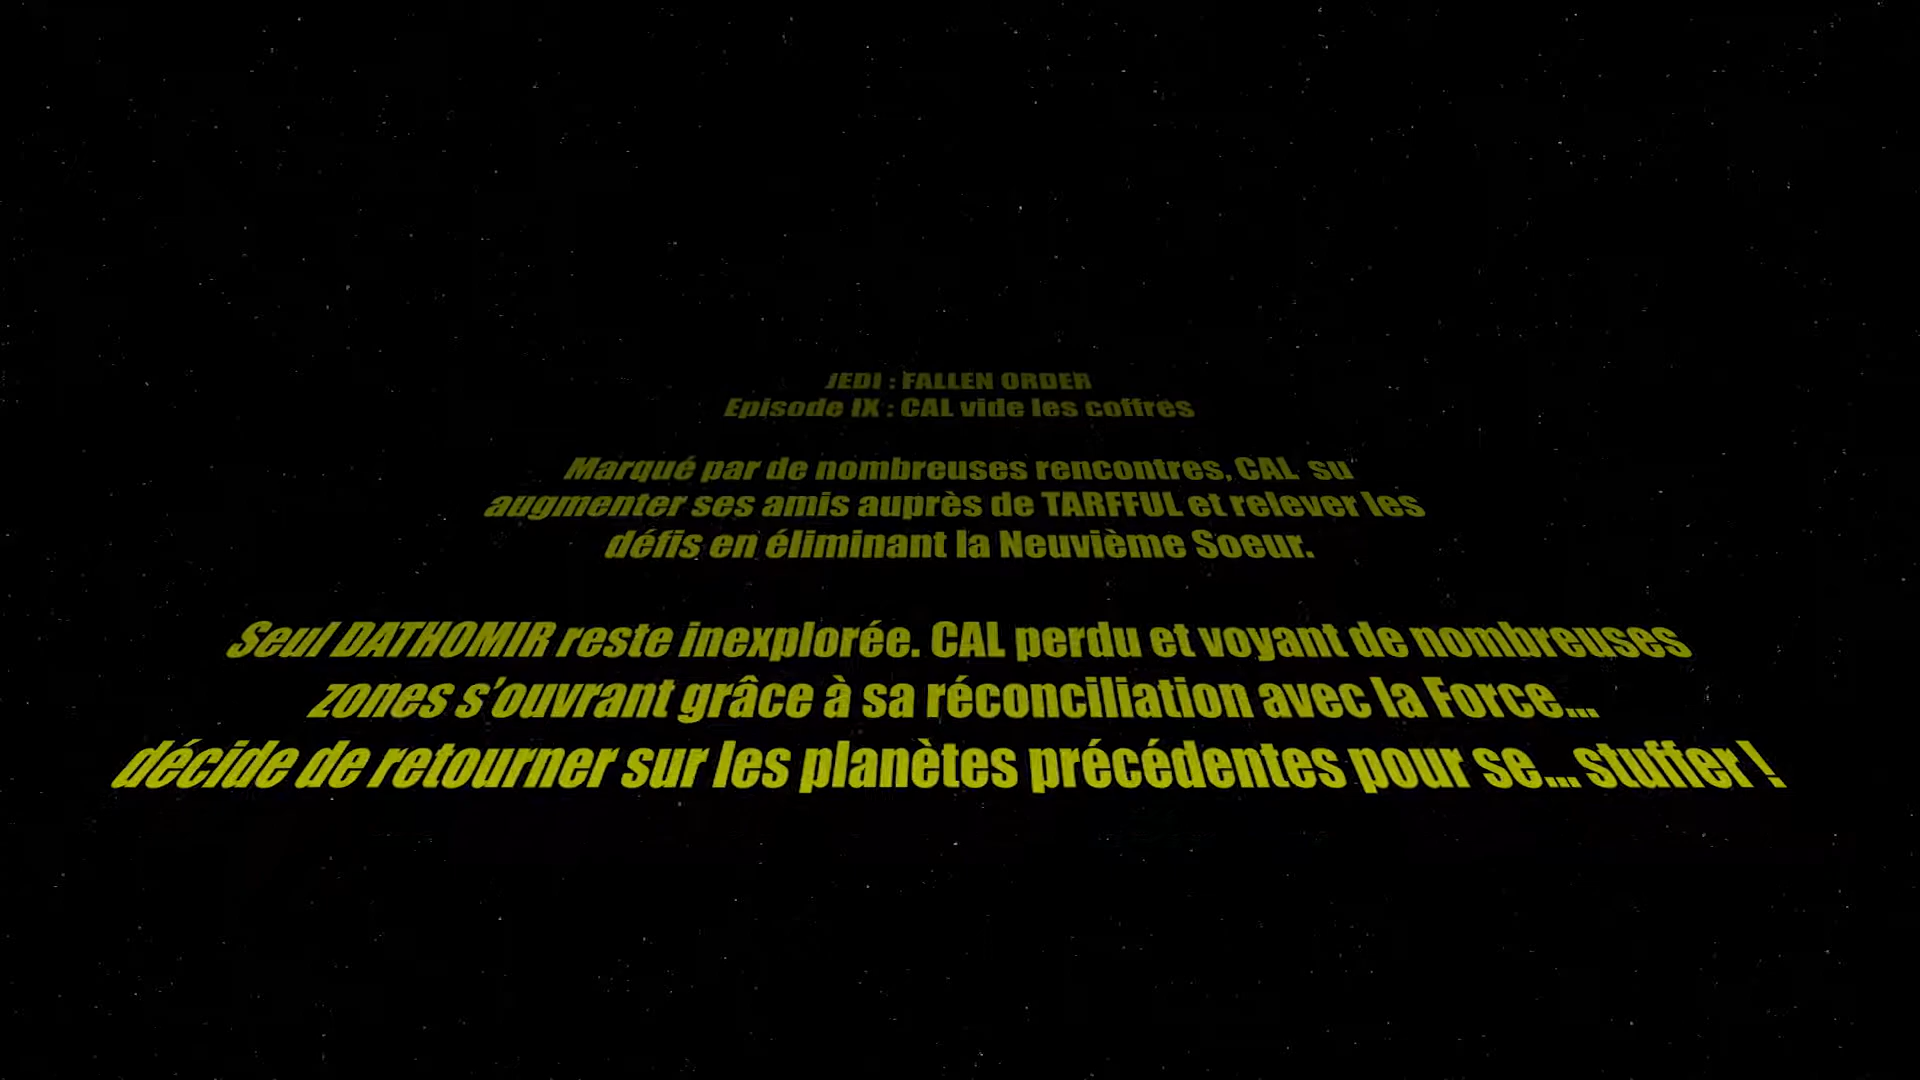 JEDI : FALLEN ORDER
Episode IX : CAL vide les coffres
Marqué par de nombreuses rencontres, CAL su
augmenter ses amis auprès de TARFFUL et relever les
défis en éliminant la Neuvième Soeur.
Seul DATHOMIR reste inexplorée. CAL perdu et voyant de nombreuses
zones s'ouvrant grâce à sa réconciliation avec la Force...
décide de retourner sur les planètes précédentes pour se... stuffer !